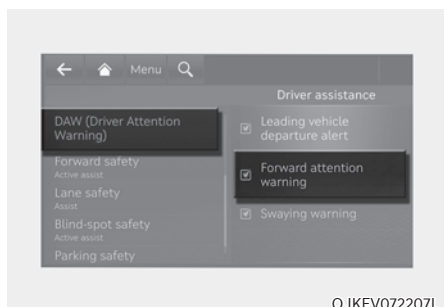 Menu
Driver assistance
DAW (Driver Attention
Warning)
Forward safety
Active assist
Lane safety
Assist
Blind-spot safety
Active assist
Parking safety
Leading vehicle
departure alert
Forward attention
warning
Swaying warning
OJKEV072207L